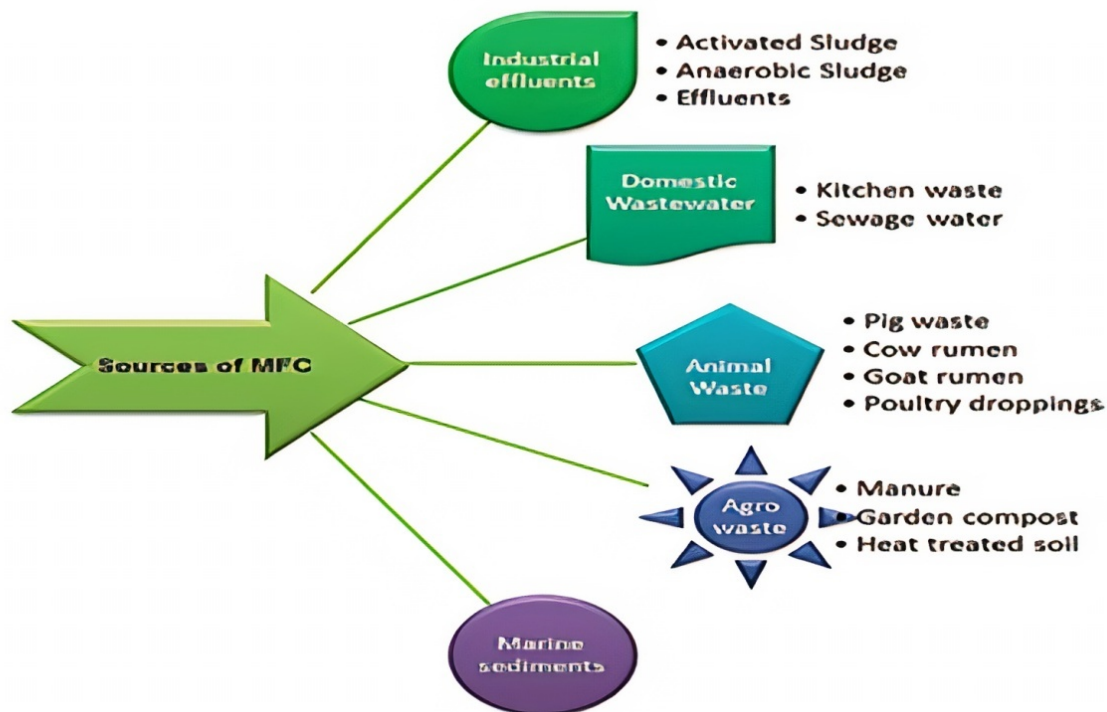 Industrial
effluents
• Activated Sludge
• Anaerobic Sludge
• Effluents
Domestic
Wastewater
• Kitchen waste
• Sewage water
Sources of MFC
Animal
Waste
• Pig waste
• Cow rumen
• Goat rumen
• Poultry droppings
Agro
waste
• Manure
• Garden compost
• Heat treated soil
Marine
sediments